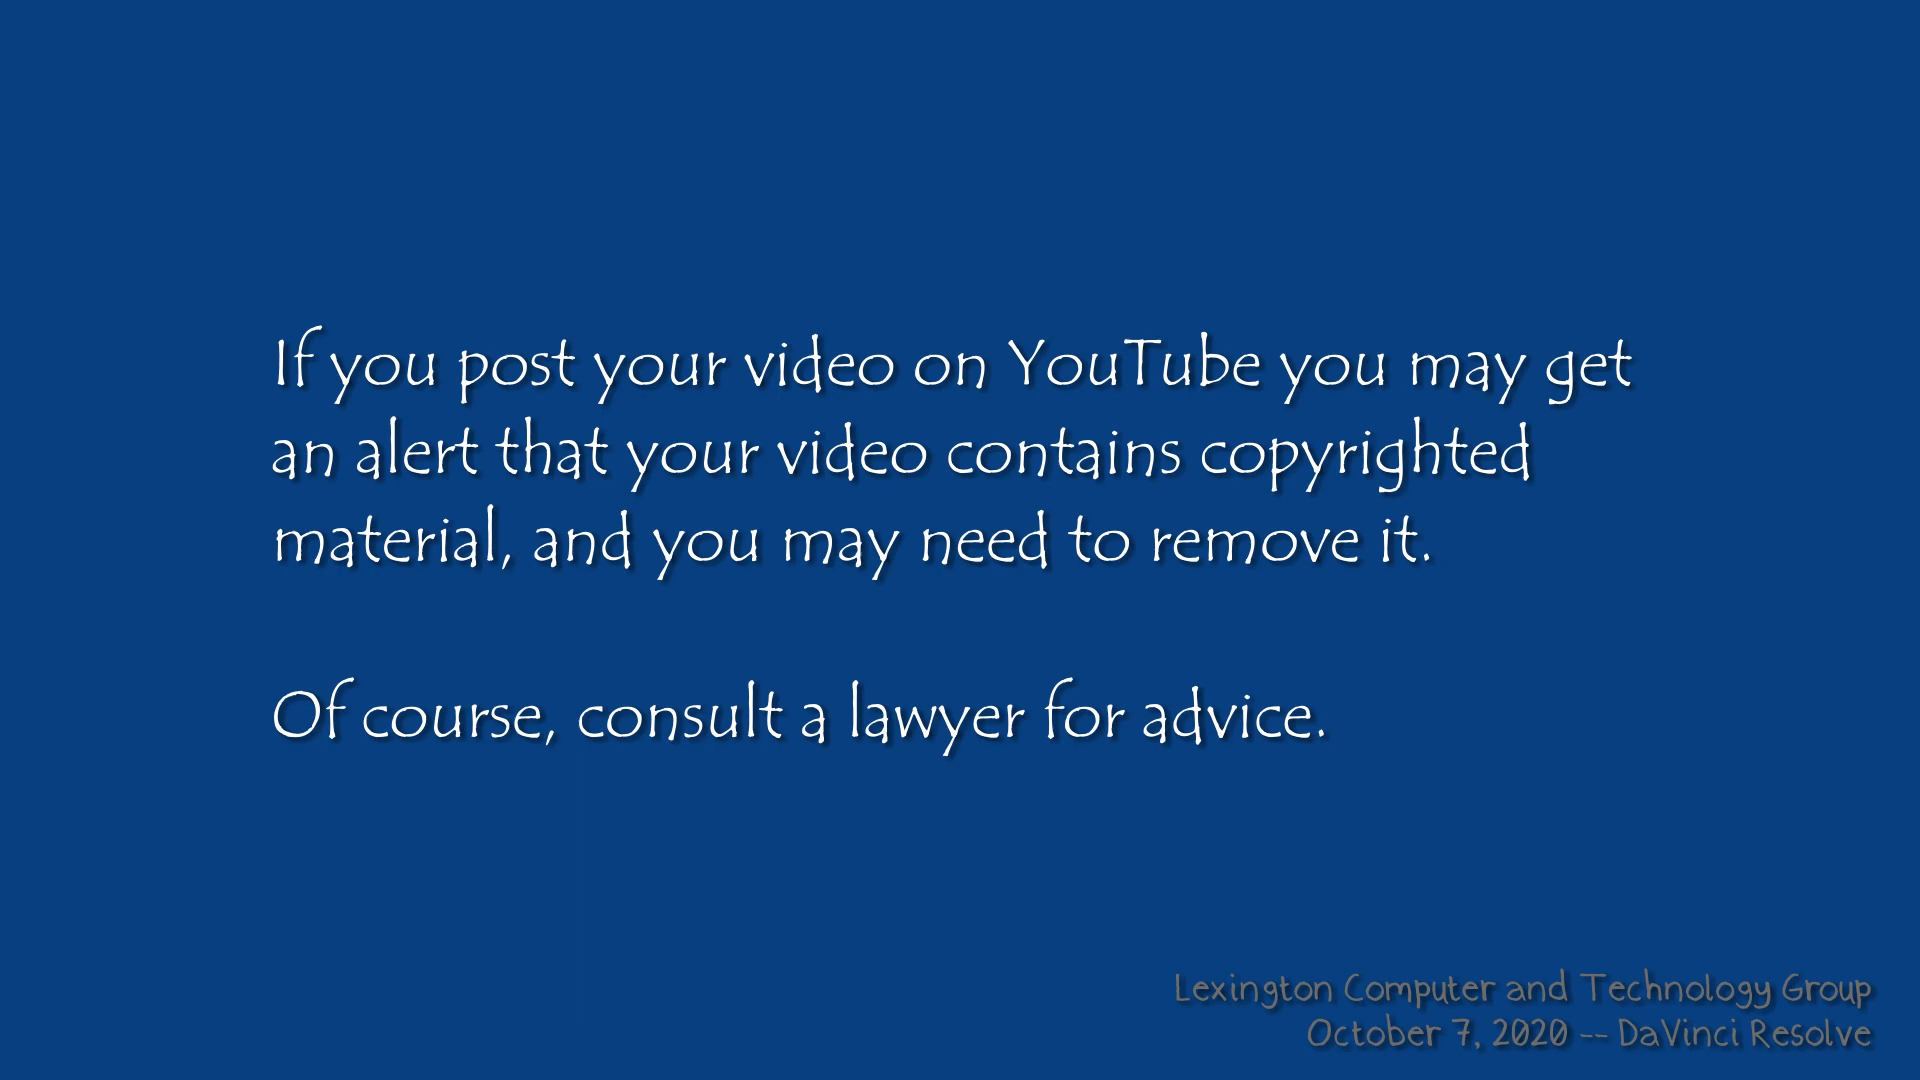 If you post your video on YouTube you may get
an alert that your video contains copyrighted
material, and you may need to remove it.
Of course, consult a lawyer for advice.
Lexington Computer and Technology Group
October 7, 2020 -- DaVinci Resolve